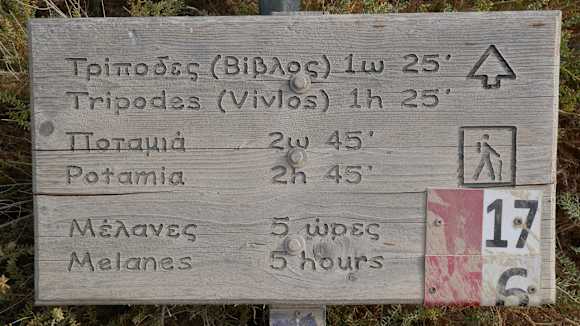 Τρίποδες (Βίβλος) 1ω 25'
Tripodes (Vivlos) 1h 25'
Ποταμιά 2ω 45'
Potamia 2h 45'
Μέλανες 5 ώρες
Melanes 5 hours
17
6